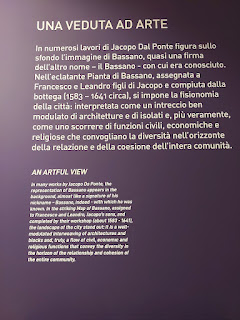 UNA VEDUTA AD ARTE
In numerosi lavori di Jacopo Dal Ponte figura sullo
sfondo l'immagine di Bassano, quasi una firma
dell'altro nome – il Bassano - con cui era conosciuto.
Nell'eclatante Pianta di Bassano, assegnata a
Francesco e Leandro figli di Jacopo e compiuta dalla
bottega (1583 – 1641 circa), si impone la fisionomia
della città: interpretata come un intreccio ben
modulato di architetture e di isolati e, più veramente,
come uno scorrere di funzioni civili, economiche e
religiose che convogliano la diversità nell'orizzonte
della relazione e della coesione dell'intera comunità.
AN ARTFUL VIEW
In many works by Jacopo Da Ponte, the
representation of Bassano appears in the
background, almost like a signature of his
nickname – Bassano, indeed - with which he was
known. In the striking Map of Bassano, assigned
to Francesco and Leandro, Jacopo's sons, and
completed by their workshop (about 1583 - 1641),
the landscape of the city stand out: it is a well-
modulated interweaving of architectures and
blocks and, truly, a flow of civil, economic and
religious functions that convey the diversity in
the horizon of the relationship and cohesion of
the entire community.